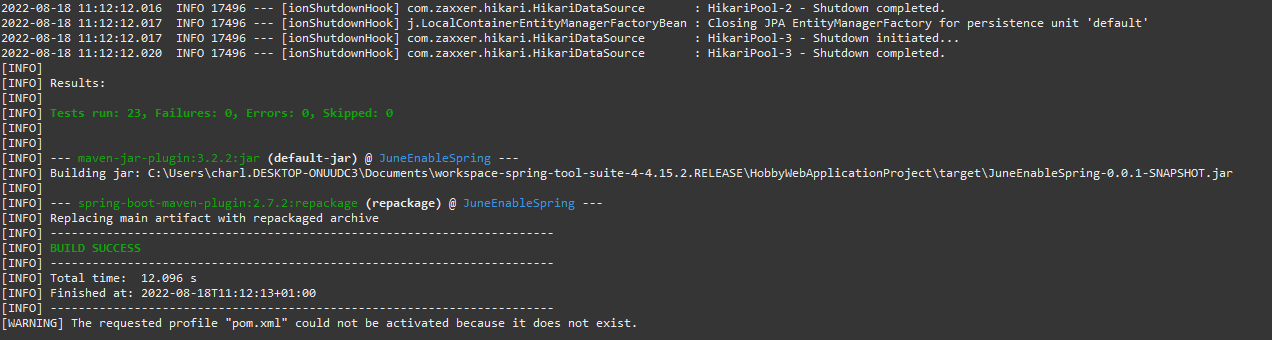 2022-08-18 11:12:12.016  INFO 17496 --- [ionShutdownHook] com.zaxxer.hikari.HikariDataSource       : HikariPool-2 - Shutdown completed.
2022-08-18 11:12:12.017  INFO 17496 --- [ionShutdownHook] j.LocalContainerEntityManagerFactoryBean : Closing JPA EntityManagerFactory for persistence unit 'default'
2022-08-18 11:12:12.017  INFO 17496 --- [ionShutdownHook] com.zaxxer.hikari.HikariDataSource       : HikariPool-3 - Shutdown initiated...
2022-08-18 11:12:12.020  INFO 17496 --- [ionShutdownHook] com.zaxxer.hikari.HikariDataSource       : HikariPool-3 - Shutdown completed.
[INFO]
[INFO] Results:
[INFO]
[INFO] Tests run: 23, Failures: 0, Errors: 0, Skipped: 0
[INFO]
[INFO]
[INFO] --- maven-jar-plugin:3.2.2:jar (default-jar) @ JuneEnableSpring ---
[INFO] Building jar: C:\Users\charl.DESKTOP-ONUUDC3\Documents\workspace-spring-tool-suite-4-4.15.2.RELEASE\HobbyWebApplicationProject\target\JuneEnableSpring-0.0.1-SNAPSHOT.jar
[INFO]
[INFO] --- spring-boot-maven-plugin:2.7.2:repackage (repackage) @ JuneEnableSpring ---
[INFO] Replacing main artifact with repackaged archive
[INFO] ------------------------------------------------------------------------
[INFO] BUILD SUCCESS
[INFO] ------------------------------------------------------------------------
[INFO] Total time:  12.096 s
[INFO] Finished at: 2022-08-18T11:12:13+01:00
[INFO] ------------------------------------------------------------------------
[WARNING] The requested profile "pom.xml" could not be activated because it does not exist.